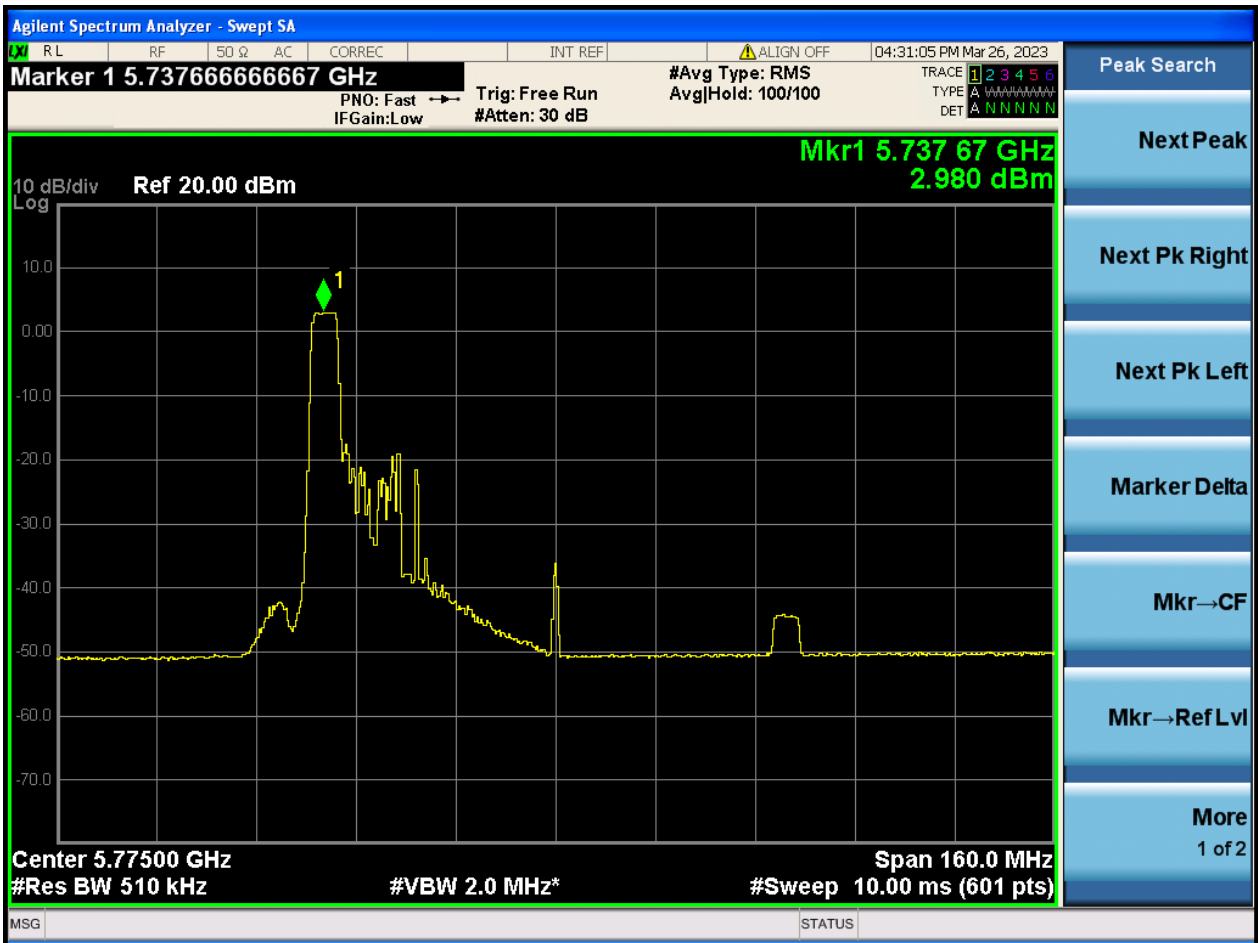 Agilent Spectrum Analyzer - Swept SA
LXI RL RF 50 Ω AC CORREC INT REF ALIGN OFF 04:31:05 PM Mar 26, 2023
Marker 1 5.737666666667 GHz
PNO: Fast
IFGain:Low
Trig: Free Run
#Atten: 30 dB
#Avg Type: RMS
Avg|Hold: 100/100
TRACE 1 2 3 4 5 6
TYPE A WWWWW
DET A N N N N N
Mkr1 5.737 67 GHz
2.980 dBm
10 dB/div Ref 20.00 dBm
Log
1
10.0
0.00
-10.0
-20.0
-30.0
-40.0
-50.0
-60.0
-70.0
Center 5.77500 GHz
Span 160.0 MHz
#Res BW 510 kHz
#VBW 2.0 MHz*
#Sweep 10.00 ms (601 pts)
MSG
STATUS
Peak Search
Next Peak
Next Pk Right
Next Pk Left
Marker Delta
Mkr→CF
Mkr→Ref Lvl
More
1 of 2